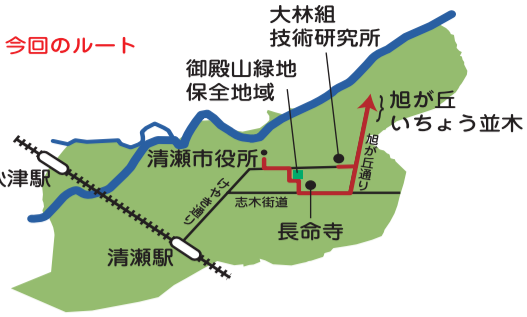 今回のルート
大林組
技術研究所
御殿山緑地
保全地域
旭が丘
いちょう並木
清瀬市役所
旭が丘通り
津駅
けやき通り
志木街道
長命寺
清瀬駅